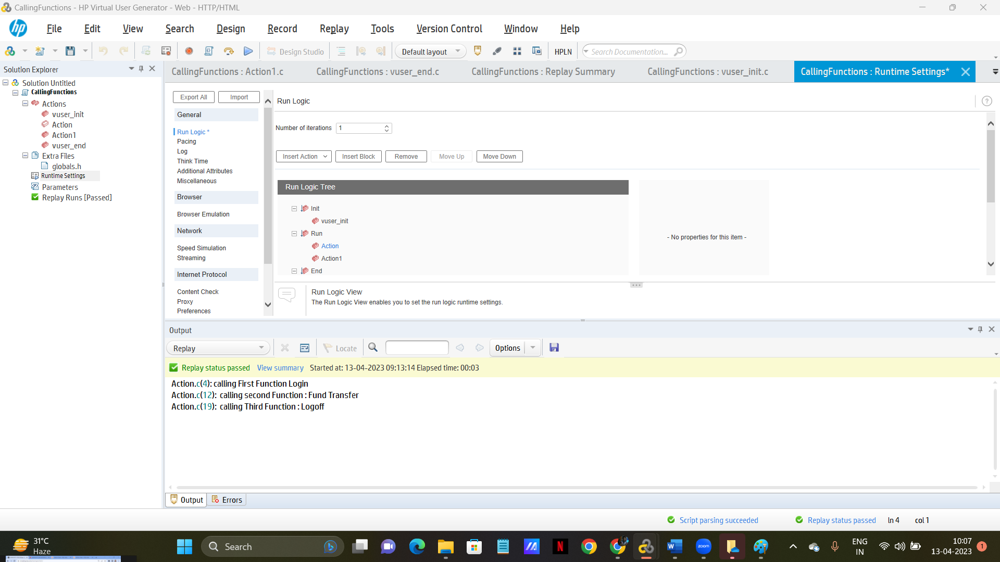 CallingFunctions - HP Virtual User Generator - Web - HTTP/HTML
hp File Edit View Search Design Record Replay Tools Version Control Window Help
Design Studio Default layout HPLN Search Documentation...
Solution Explorer
Solution Untitled
CallingFunctions
Actions
vuser_init
Action
Action1
vuser_end
Extra Files
globals.h
Runtime Settings
Parameters
Replay Runs [Passed]
CallingFunctions : Action1.c CallingFunctions : vuser_end.c CallingFunctions : Replay Summary CallingFunctions : vuser_init.c CallingFunctions : Runtime Settings*
Export All Import
General
Run Logic *
Pacing
Log
Think Time
Additional Attributes
Miscellaneous
Browser
Browser Emulation
Network
Speed Simulation
Streaming
Internet Protocol
Content Check
Proxy
Preferences
Run Logic ?
Number of iterations 1
Insert Action Insert Block Remove Move Up Move Down
Run Logic Tree
Init
vuser_init
Run
Action
Action1
End
- No properties for this item -
Run Logic View
The Run Logic View enables you to set the run logic runtime settings.
Output
Replay Locate Options
Replay status passed View summary Started at: 13-04-2023 09:13:14 Elapsed time: 00:03
Action.c(4): calling First Function Login
Action.c(12): calling second Function : Fund Transfer
Action.c(19): calling Third Function : Logoff
Output Errors
Script parsing succeeded Replay status passed ln 4 col 1
31°C
Haze
Search
N
W
zoom
ENG
IN
10:07
13-04-2023
1